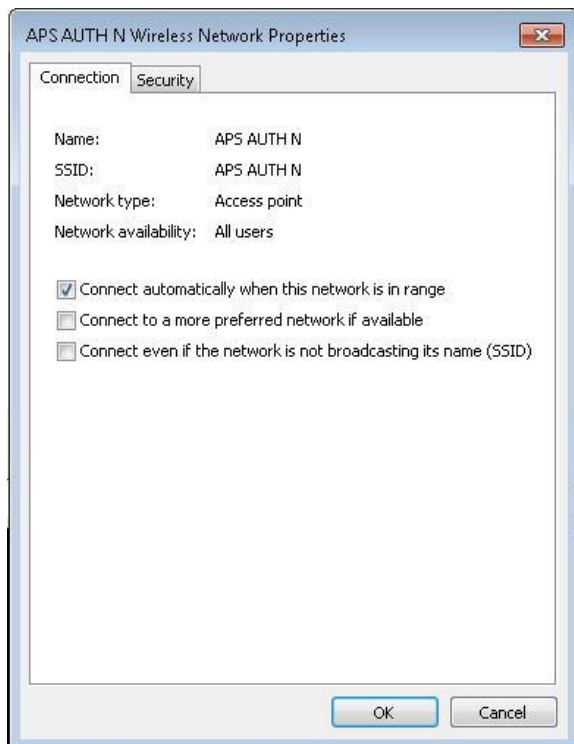 APS AUTH N Wireless Network Properties
Connection Security
Name: APS AUTH N
SSID: APS AUTH N
Network type: Access point
Network availability: All users
Connect automatically when this network is in range
Connect to a more preferred network if available
Connect even if the network is not broadcasting its name (SSID)
OK Cancel